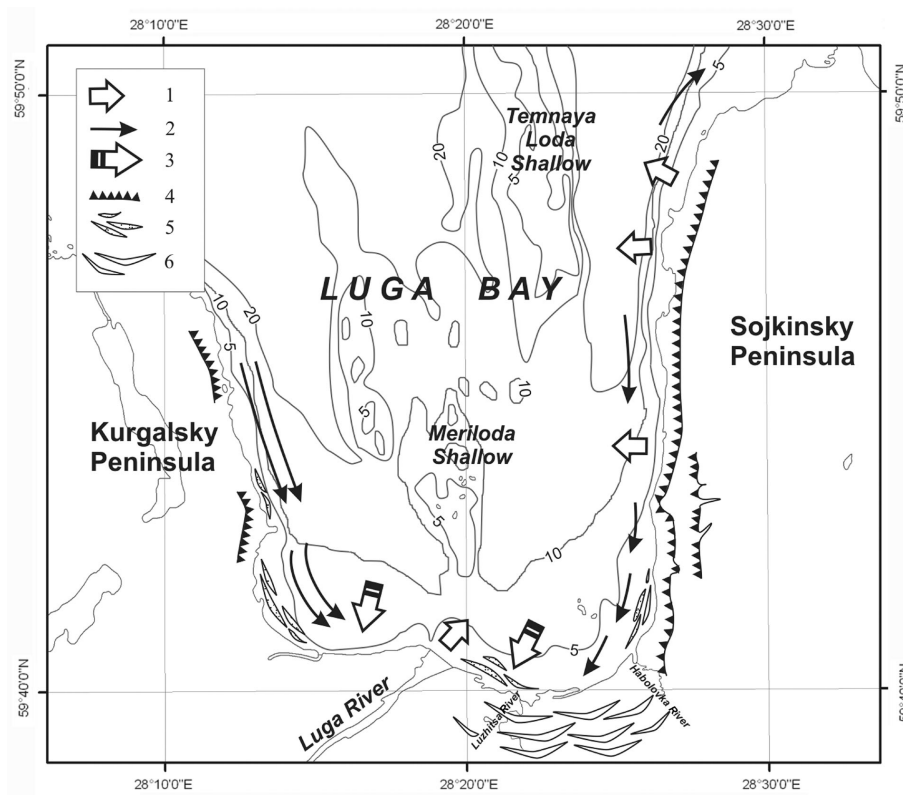 28°10'0"E
28°20'0"E
28°30'0"E
59°50'0"N
59°50'0"N
1
2
3
4
5
6
Temnaya
Loda
Shallow
20
10
5
20
5
LUGA BAY
10
20
5
10
5
10
Sojkinsky
Peninsula
Kurgalsky
Peninsula
Meriloda
Shallow
5
10
5
59°40'0"N
Luga River
Luzhitsa River
Habolovka River
28°10'0"E
28°20'0"E
28°30'0"E